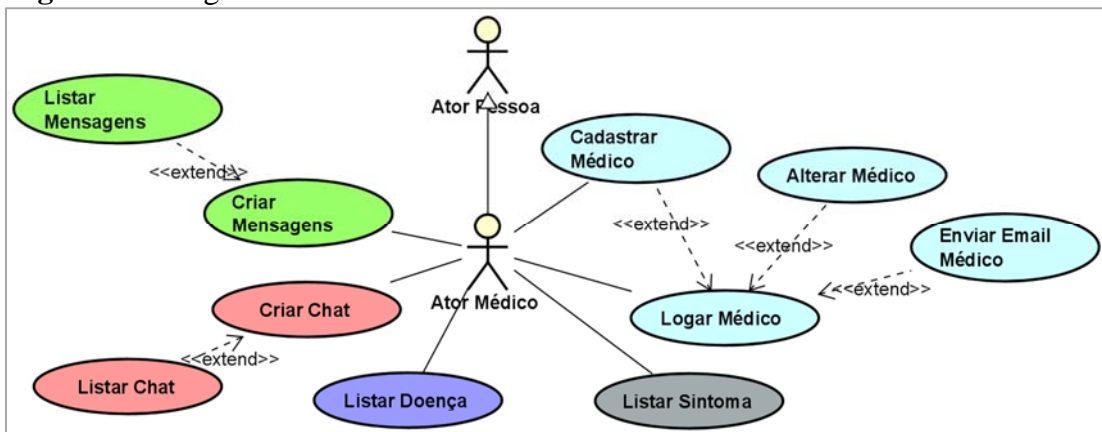 Ator Pessoa
Listar
Mensagens
<<extend>>
Criar
Mensagens
Cadastrar
Médico
Alterar Médico
<<extend>>
<<extend>>
Enviar Email
Médico
<<extend>>
Ator Médico
Criar Chat
Logar Médico
<<extend>>
Listar Chat
Listar Doença
Listar Sintoma